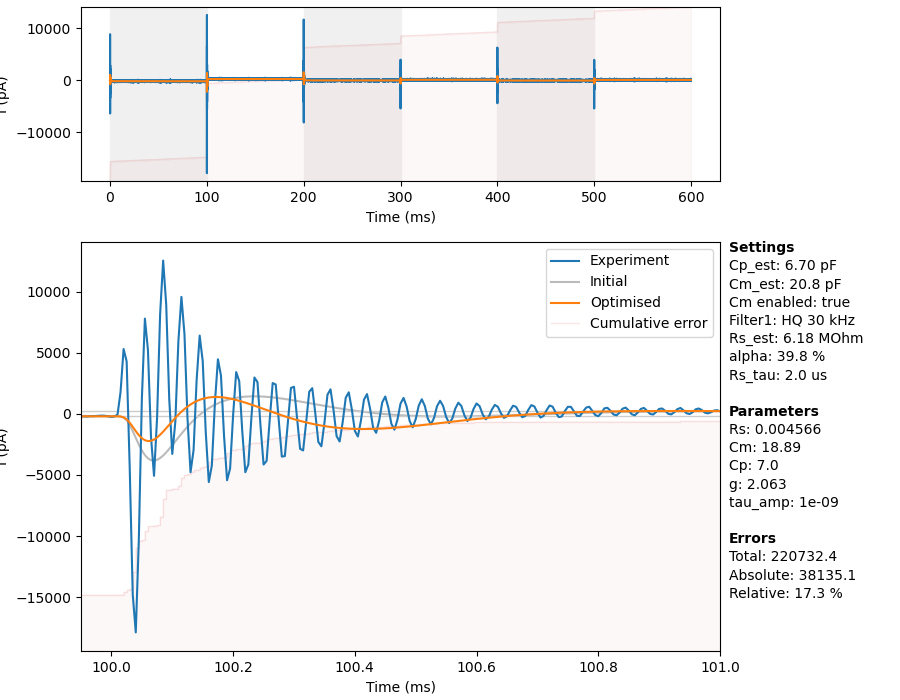 10000
0
−10000
I (pA)
0 100 200 300 400 500 600
Time (ms)
10000
5000
0
−5000
−10000
−15000
I (pA)
100.0 100.2 100.4 100.6 100.8 101.0
Time (ms)
Experiment
Initial
Optimised
Cumulative error
Settings
Cp_est: 6.70 pF
Cm_est: 20.8 pF
Cm enabled: true
Filter1: HQ 30 kHz
Rs_est: 6.18 MOhm
alpha: 39.8 %
Rs_tau: 2.0 us
Parameters
Rs: 0.004566
Cm: 18.89
Cp: 7.0
g: 2.063
tau_amp: 1e-09
Errors
Total: 220732.4
Absolute: 38135.1
Relative: 17.3 %